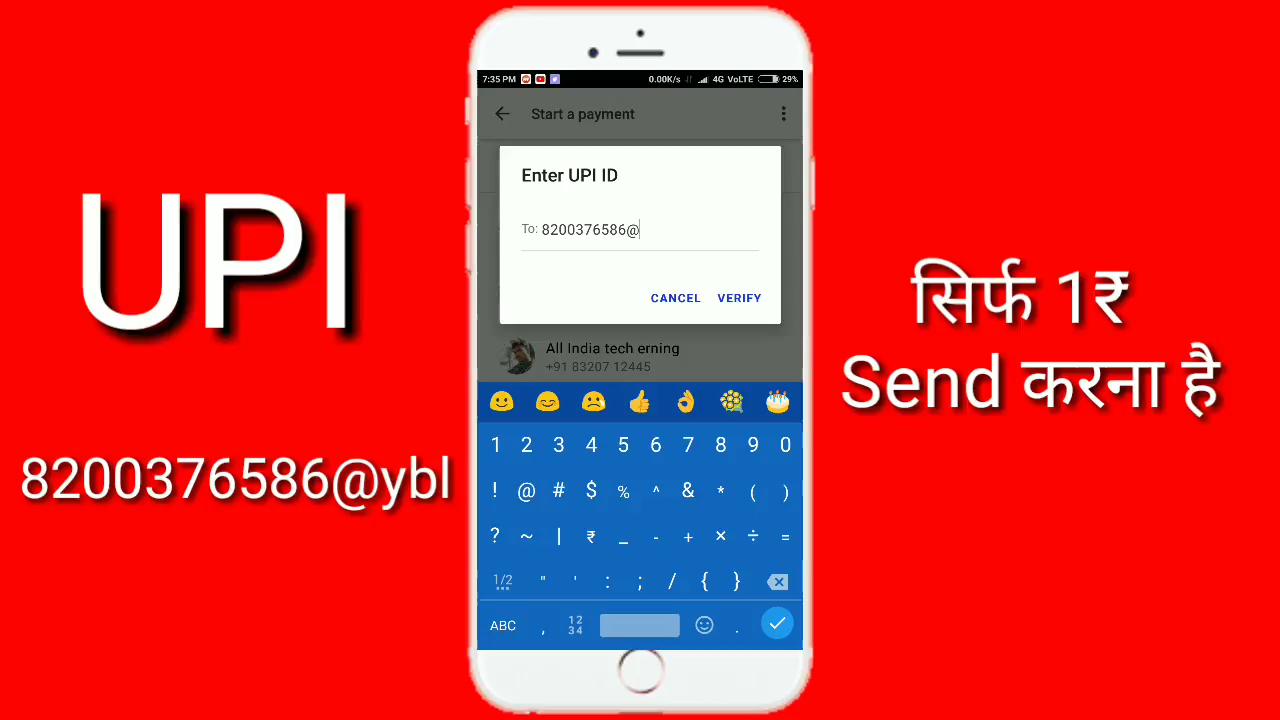 UPI
8200376586@ybl
7:35 PM 0.00K/s 4G VoLTE 29%
Start a payment
Enter UPI ID
To: 8200376586@
CANCEL VERIFY
All India tech erning
+91 83207 12445
1 2 3 4 5 6 7 8 9 0
! @ # $ % ^ & * ( )
? ~ | ₹ _ - + × ÷ =
1/2 " ' : ; / { }
ABC , 12 34 .
सिर्फ 1₹
Send करना है